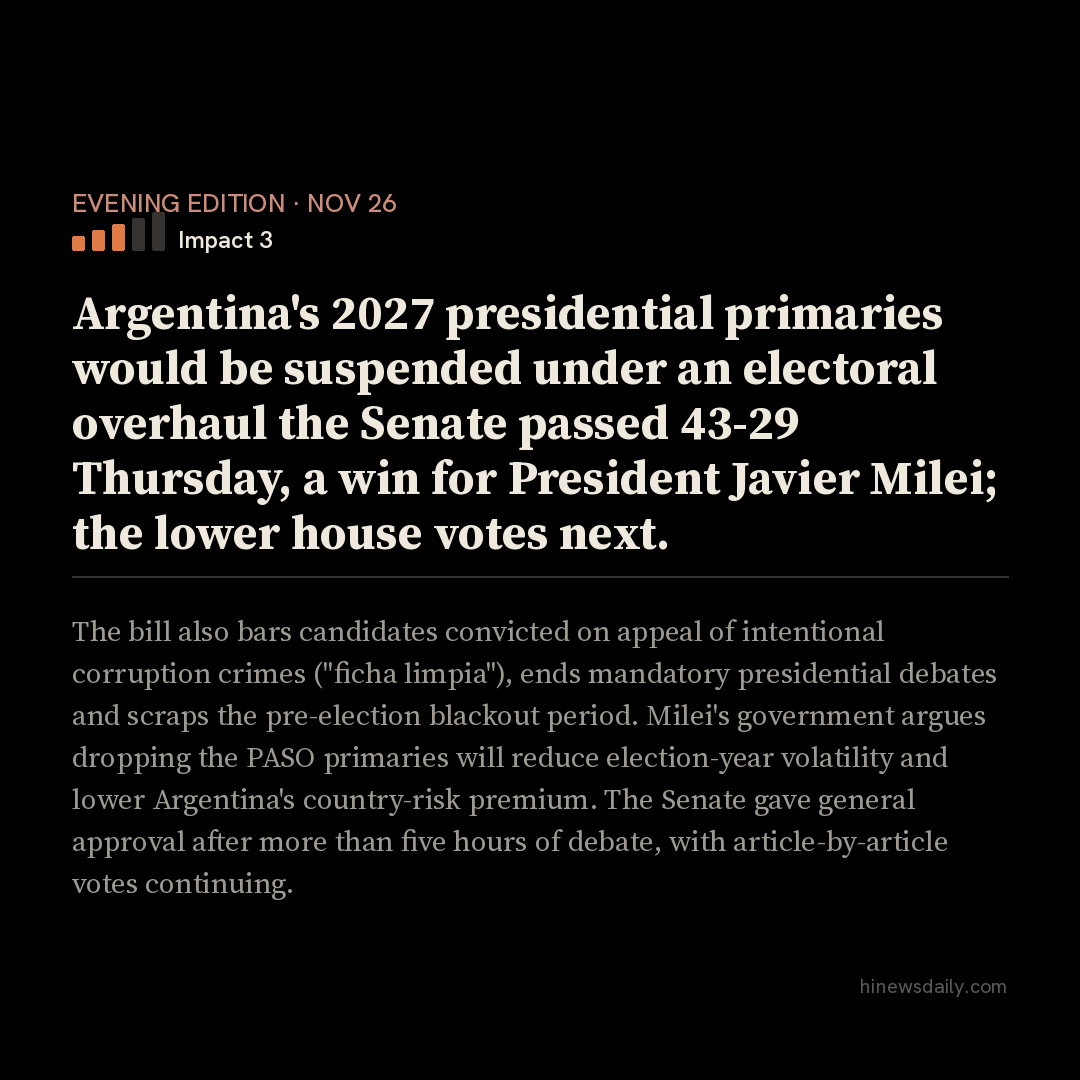 EVENING EDITION · NOV 26
Impact 3
Argentina's 2027 presidential primaries
would be suspended under an electoral
overhaul the Senate passed 43-29
Thursday, a win for President Javier Milei;
the lower house votes next.
The bill also bars candidates convicted on appeal of intentional
corruption crimes ("ficha limpia"), ends mandatory presidential debates
and scraps the pre-election blackout period. Milei's government argues
dropping the PASO primaries will reduce election-year volatility and
lower Argentina's country-risk premium. The Senate gave general
approval after more than five hours of debate, with article-by-article
votes continuing.
hinewsdaily.com